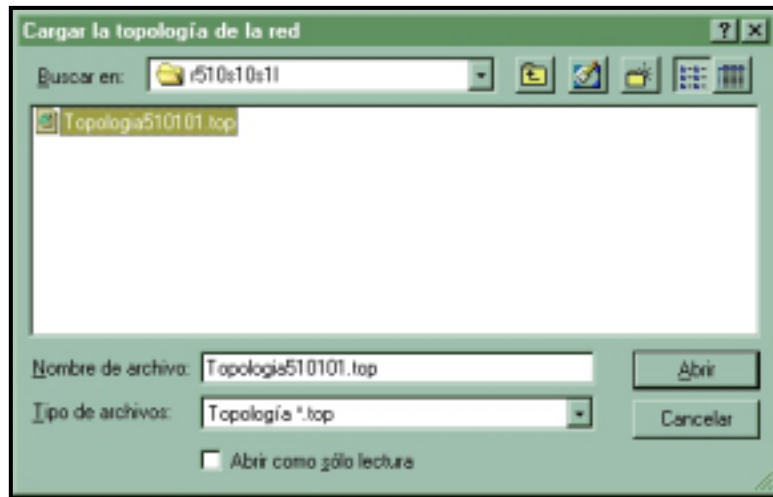 Cargar la topología de la red
Buscar en: r510s10s1l
Topologia510101.top
Nombre de archivo: Topologia510101.top Abrir
Tipo de archivos: Topología *.top Cancelar
Abrir como sólo lectura